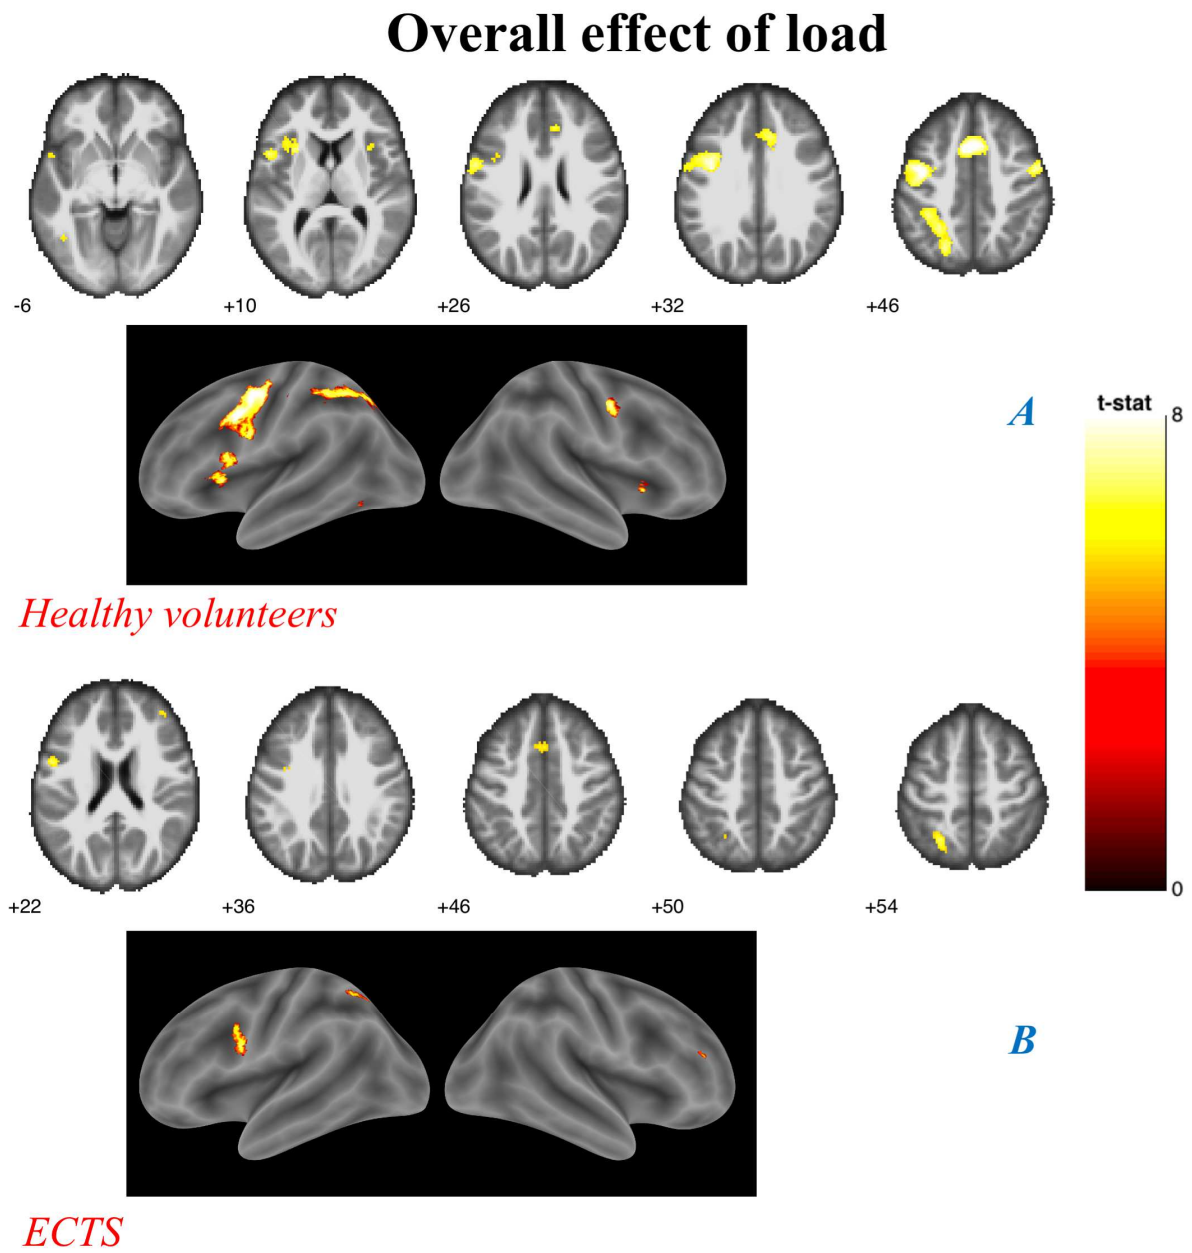 Overall effect of load
-6
+10
+26
+32
+46
A
t-stat
8
0
Healthy volunteers
+22
+36
+46
+50
+54
B
ECTS